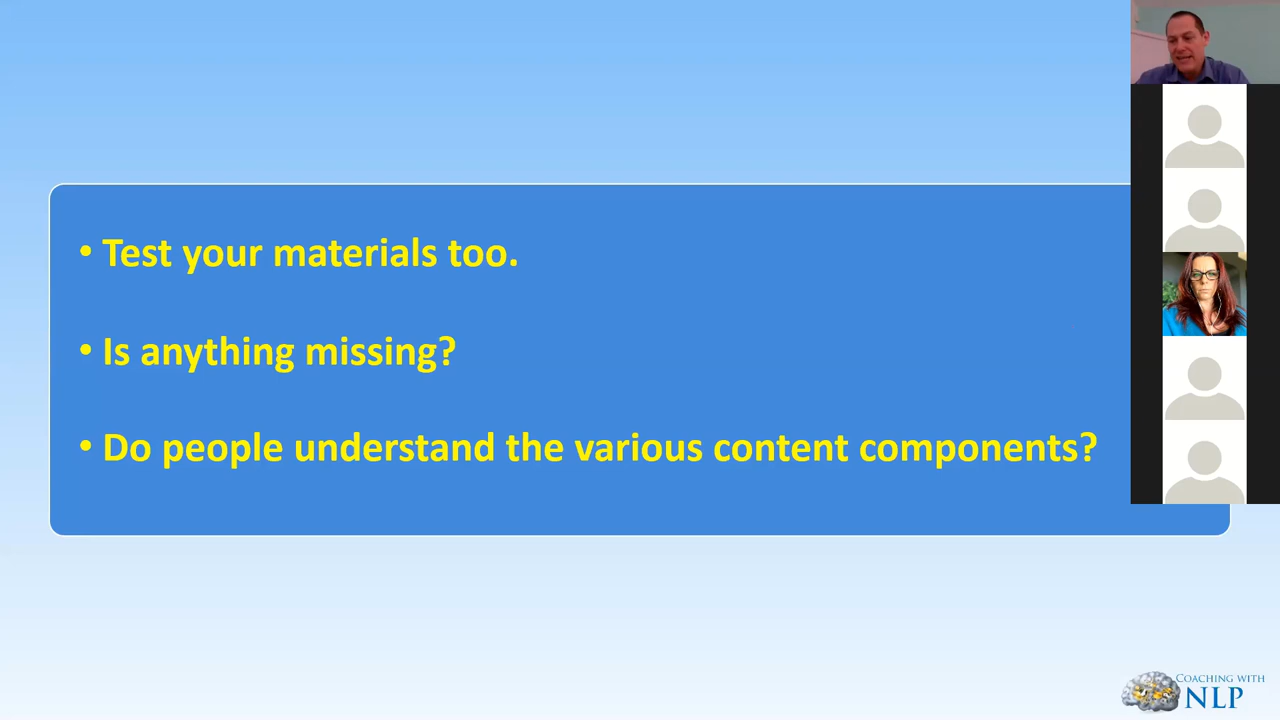 • Test your materials too.
• Is anything missing?
• Do people understand the various content components?
COACHING WITH
NLP